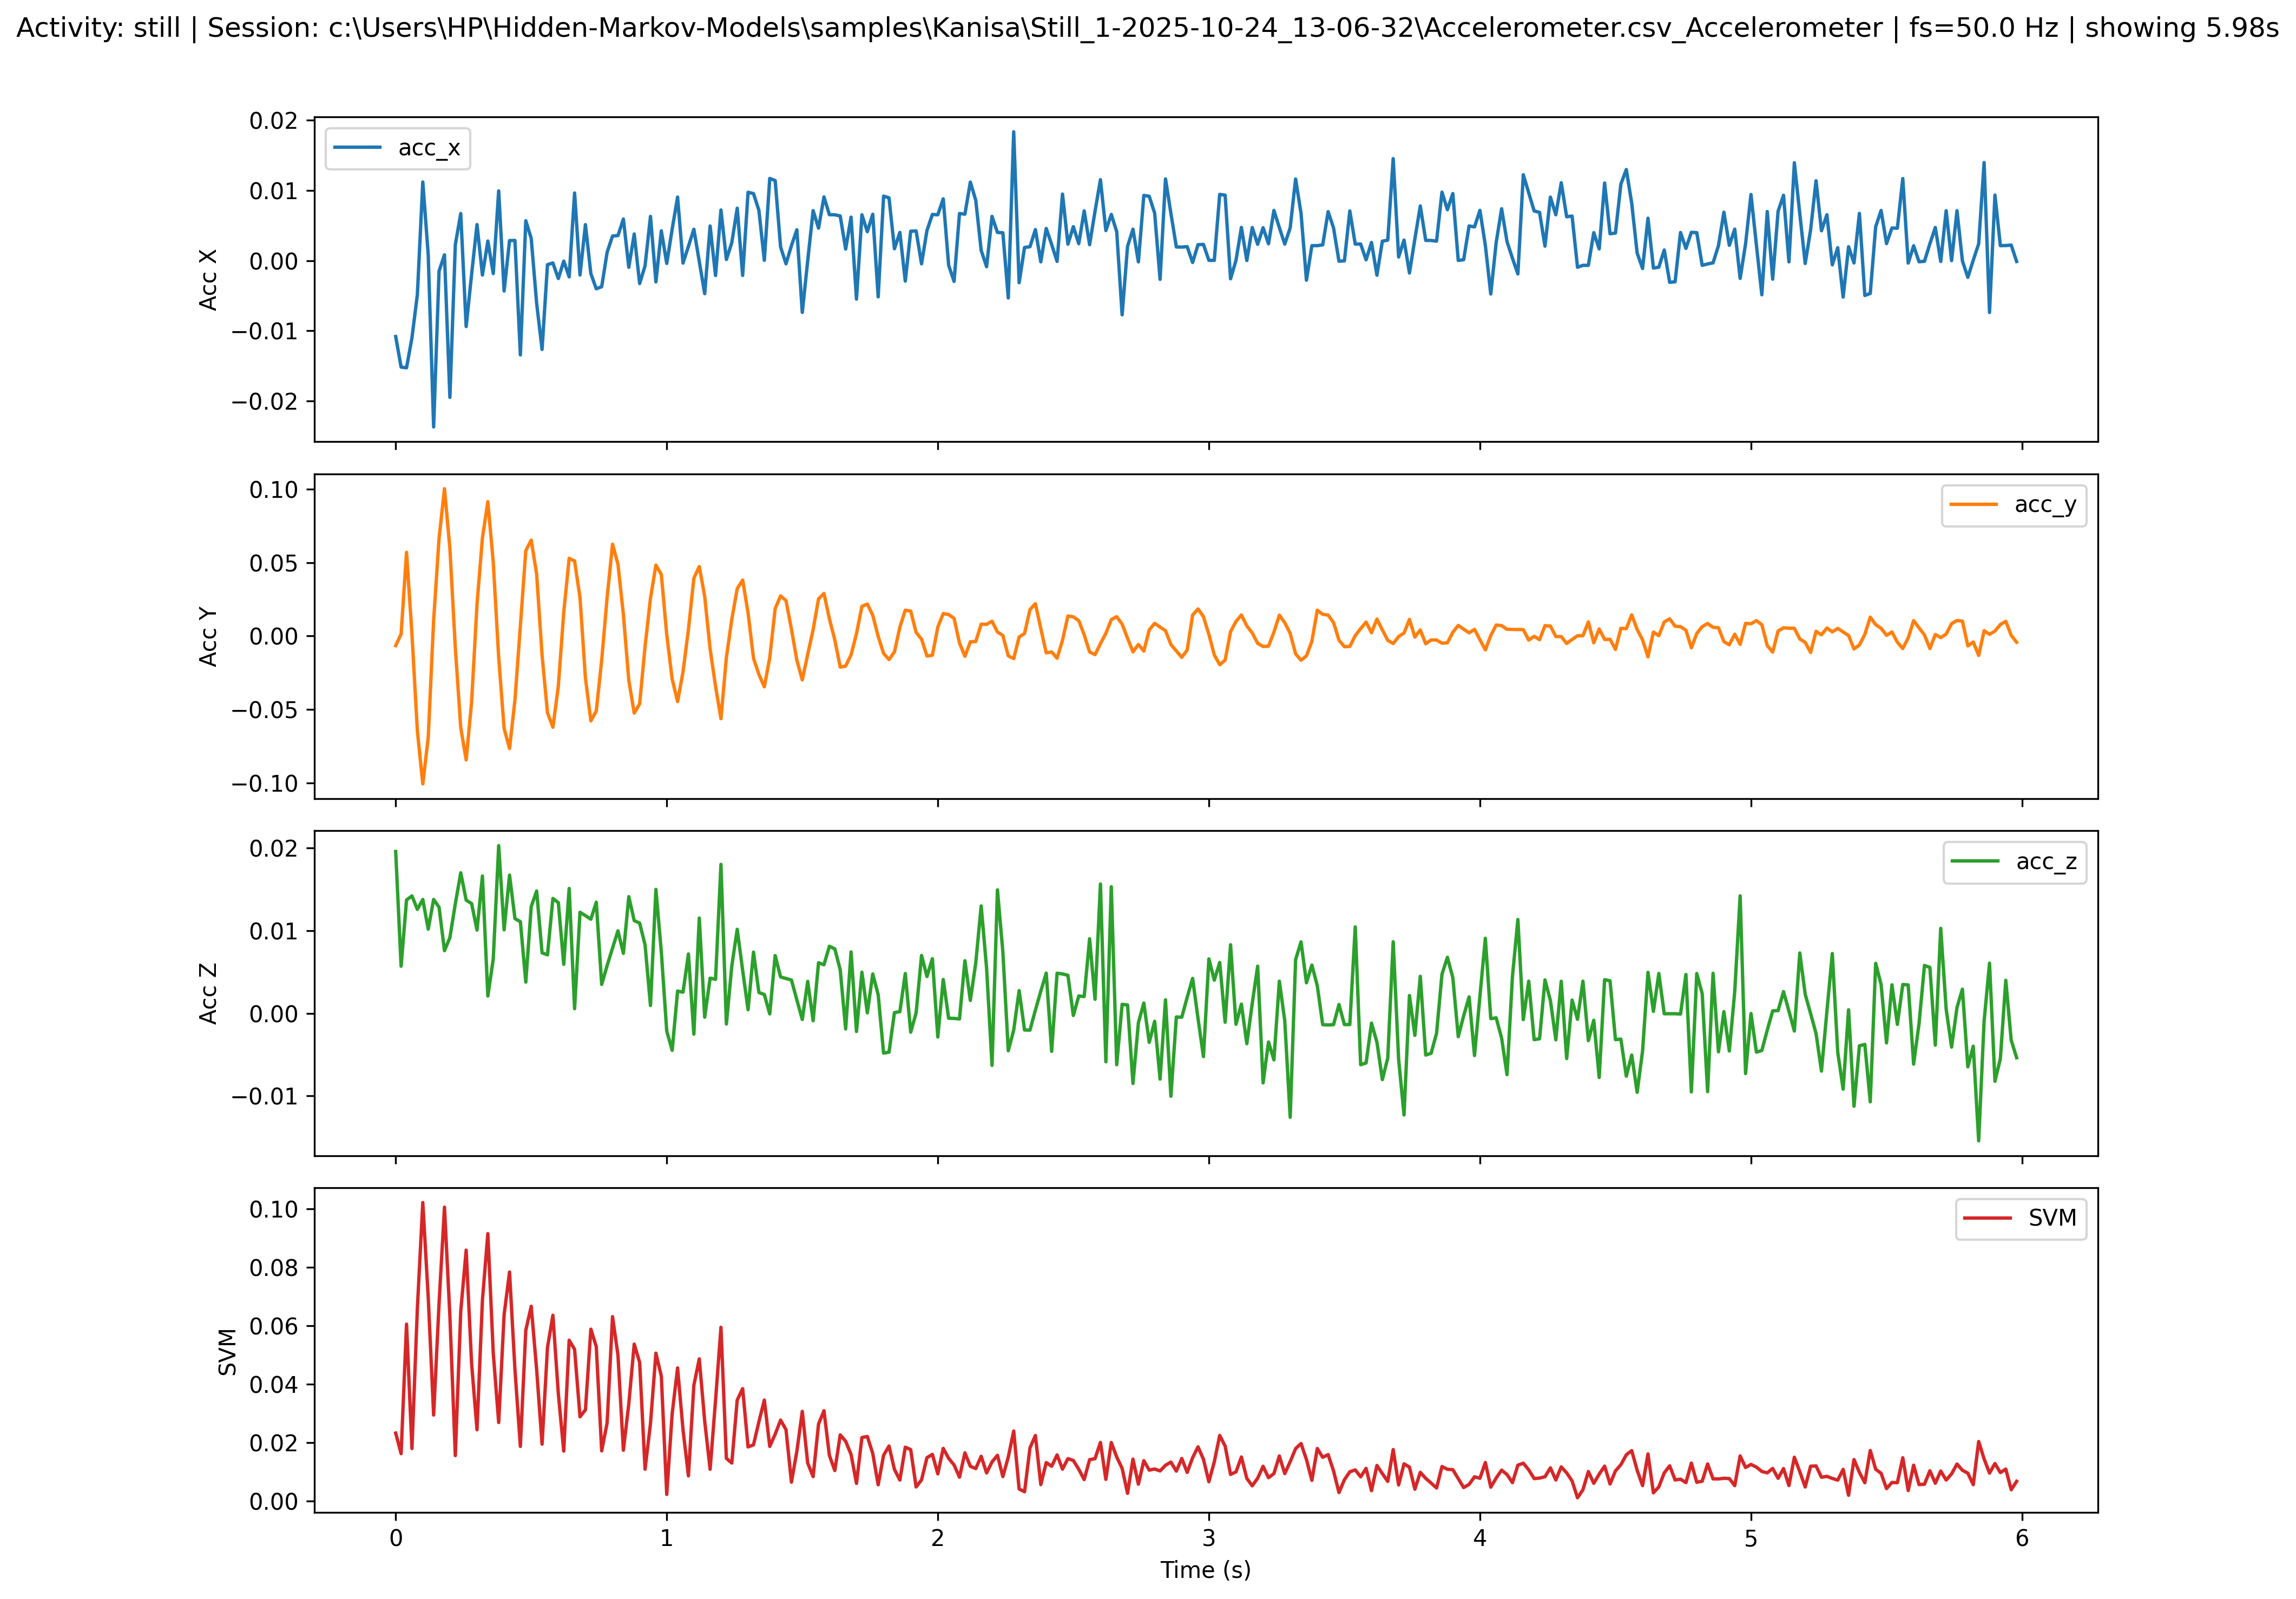 Activity: still | Session: c:\Users\HP\Hidden-Markov-Models\samples\Kanisa\Still_1-2025-10-24_13-06-32\Accelerometer.csv_Accelerometer | fs=50.0 Hz | showing 5.98s
0.02
0.01
0.00
−0.01
−0.02
Acc X
acc_x
0.10
0.05
0.00
−0.05
−0.10
Acc Y
acc_y
0.02
0.01
0.00
−0.01
Acc Z
acc_z
0.10
0.08
0.06
0.04
0.02
0.00
SVM
SVM
0 1 2 3 4 5 6
Time (s)